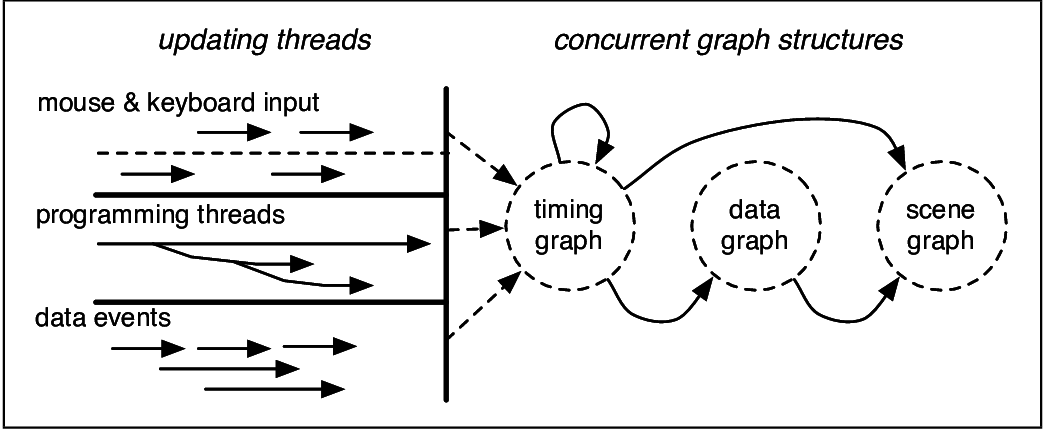 updating threads
concurrent graph structures
mouse & keyboard input
programming threads
data events
timing
graph
data
graph
scene
graph